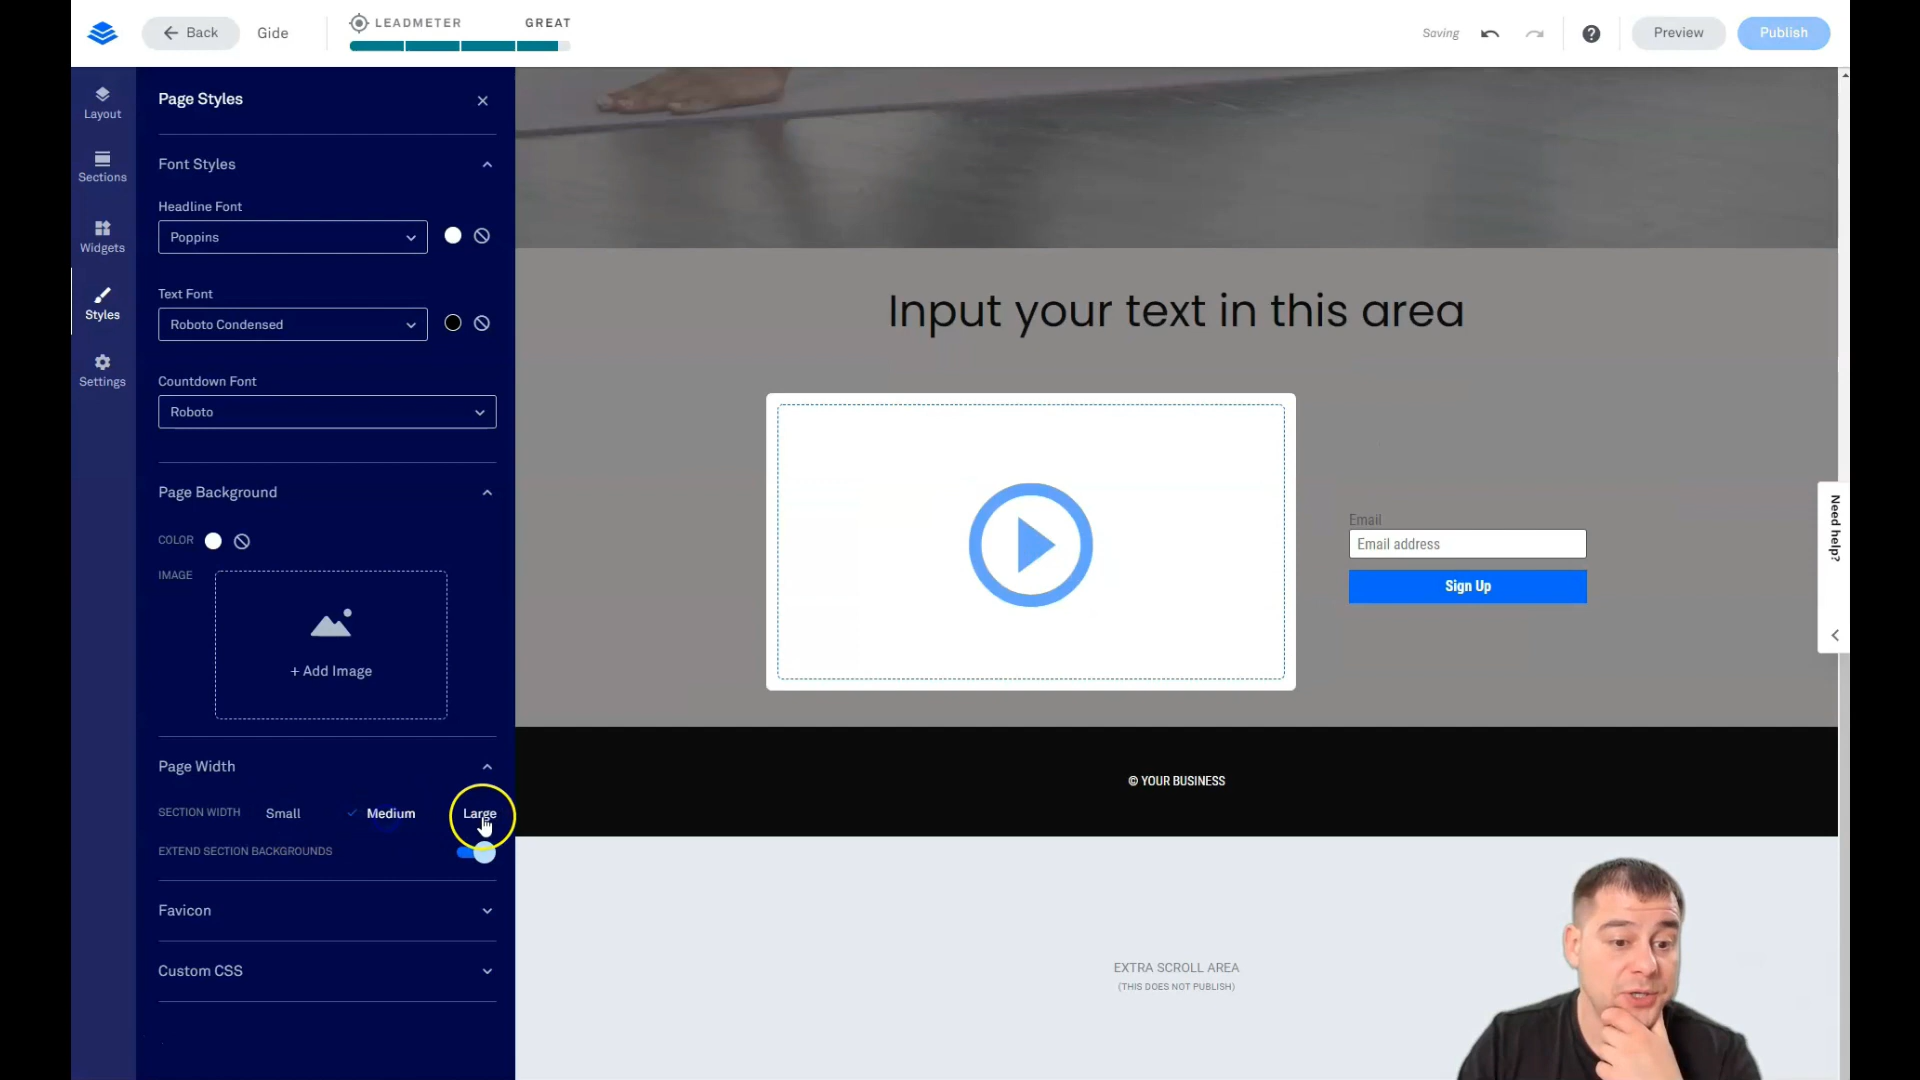 Back
Gide
LEADMETER
GREAT
Saving
Preview
Publish
Layout
Sections
Widgets
Styles
Settings
Page Styles
Font Styles
Headline Font
Poppins
Text Font
Roboto Condensed
Countdown Font
Roboto
Page Background
COLOR
IMAGE
+ Add Image
Page Width
SECTION WIDTH
Small
Medium
Large
EXTEND SECTION BACKGROUNDS
Favicon
Custom CSS
Input your text in this area
Email
Email address
Sign Up
© YOUR BUSINESS
EXTRA SCROLL AREA
(THIS DOES NOT PUBLISH)
Need help?